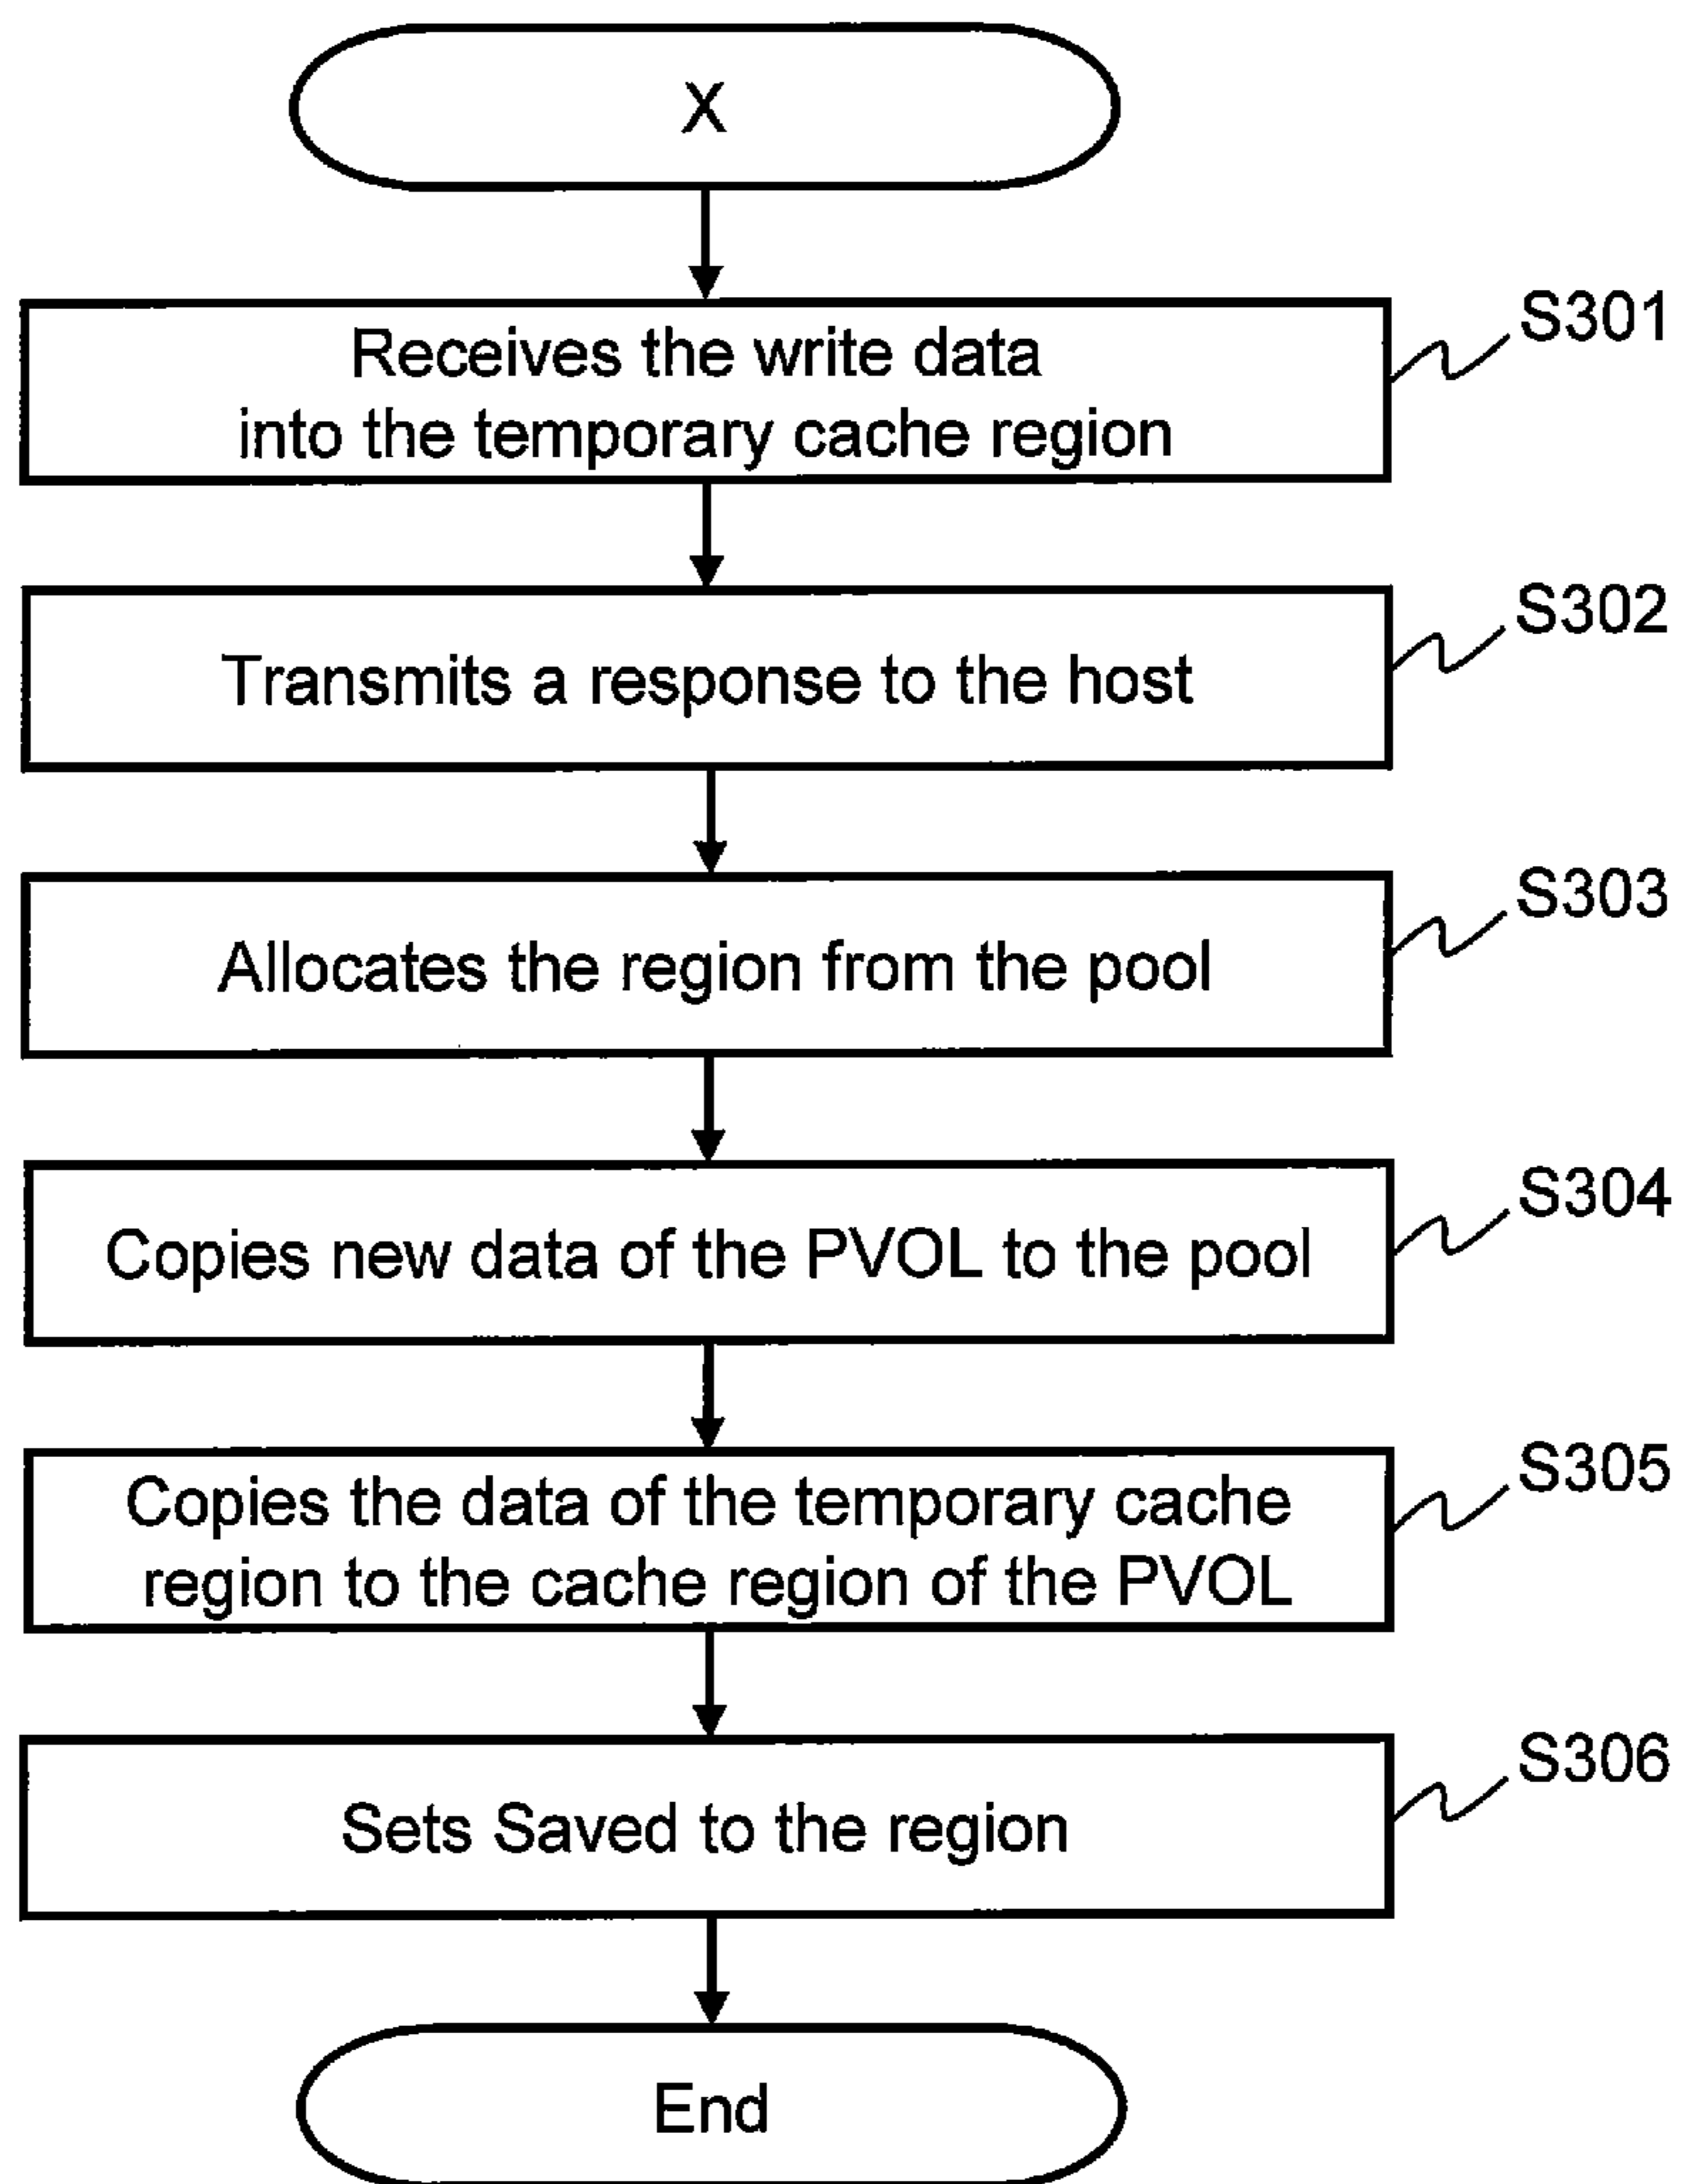 X
Receives the write data
into the temporary cache region
S301
Transmits a response to the host
S302
Allocates the region from the pool
S303
Copies new data of the PVOL to the pool
S304
Copies the data of the temporary cache
region to the cache region of the PVOL
S305
Sets Saved to the region
S306
End